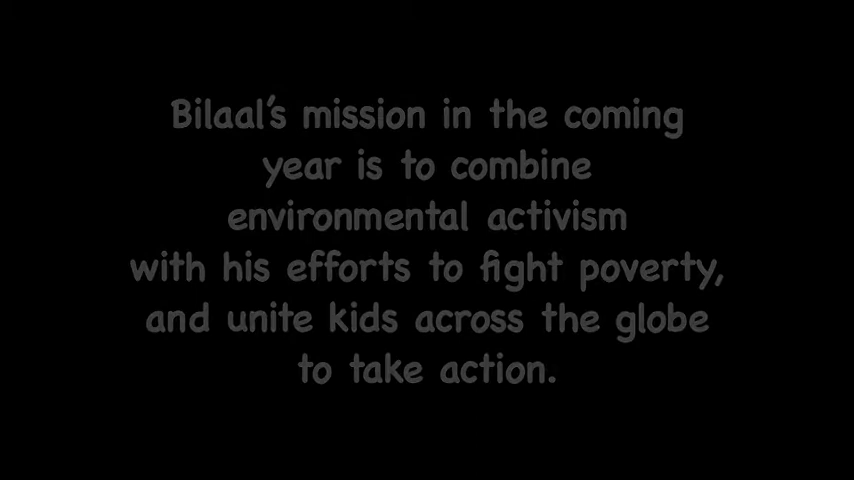 Bilaal's mission in the coming
year is to combine
environmental activism
with his efforts to fight poverty,
and unite kids across the globe
to take action.